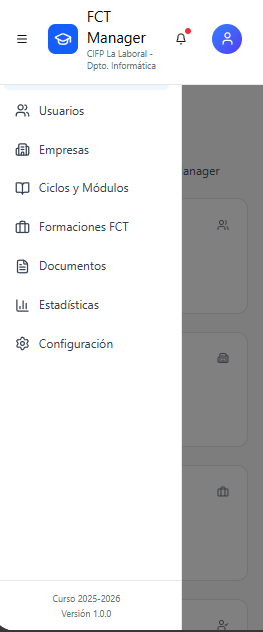 FCT
Manager
CIFP La Laboral -
Dpto. Informática
Usuarios
Empresas
Ciclos y Módulos
anager
Formaciones FCT
Documentos
Estadísticas
Configuración
Curso 2025-2026
Versión 1.0.0